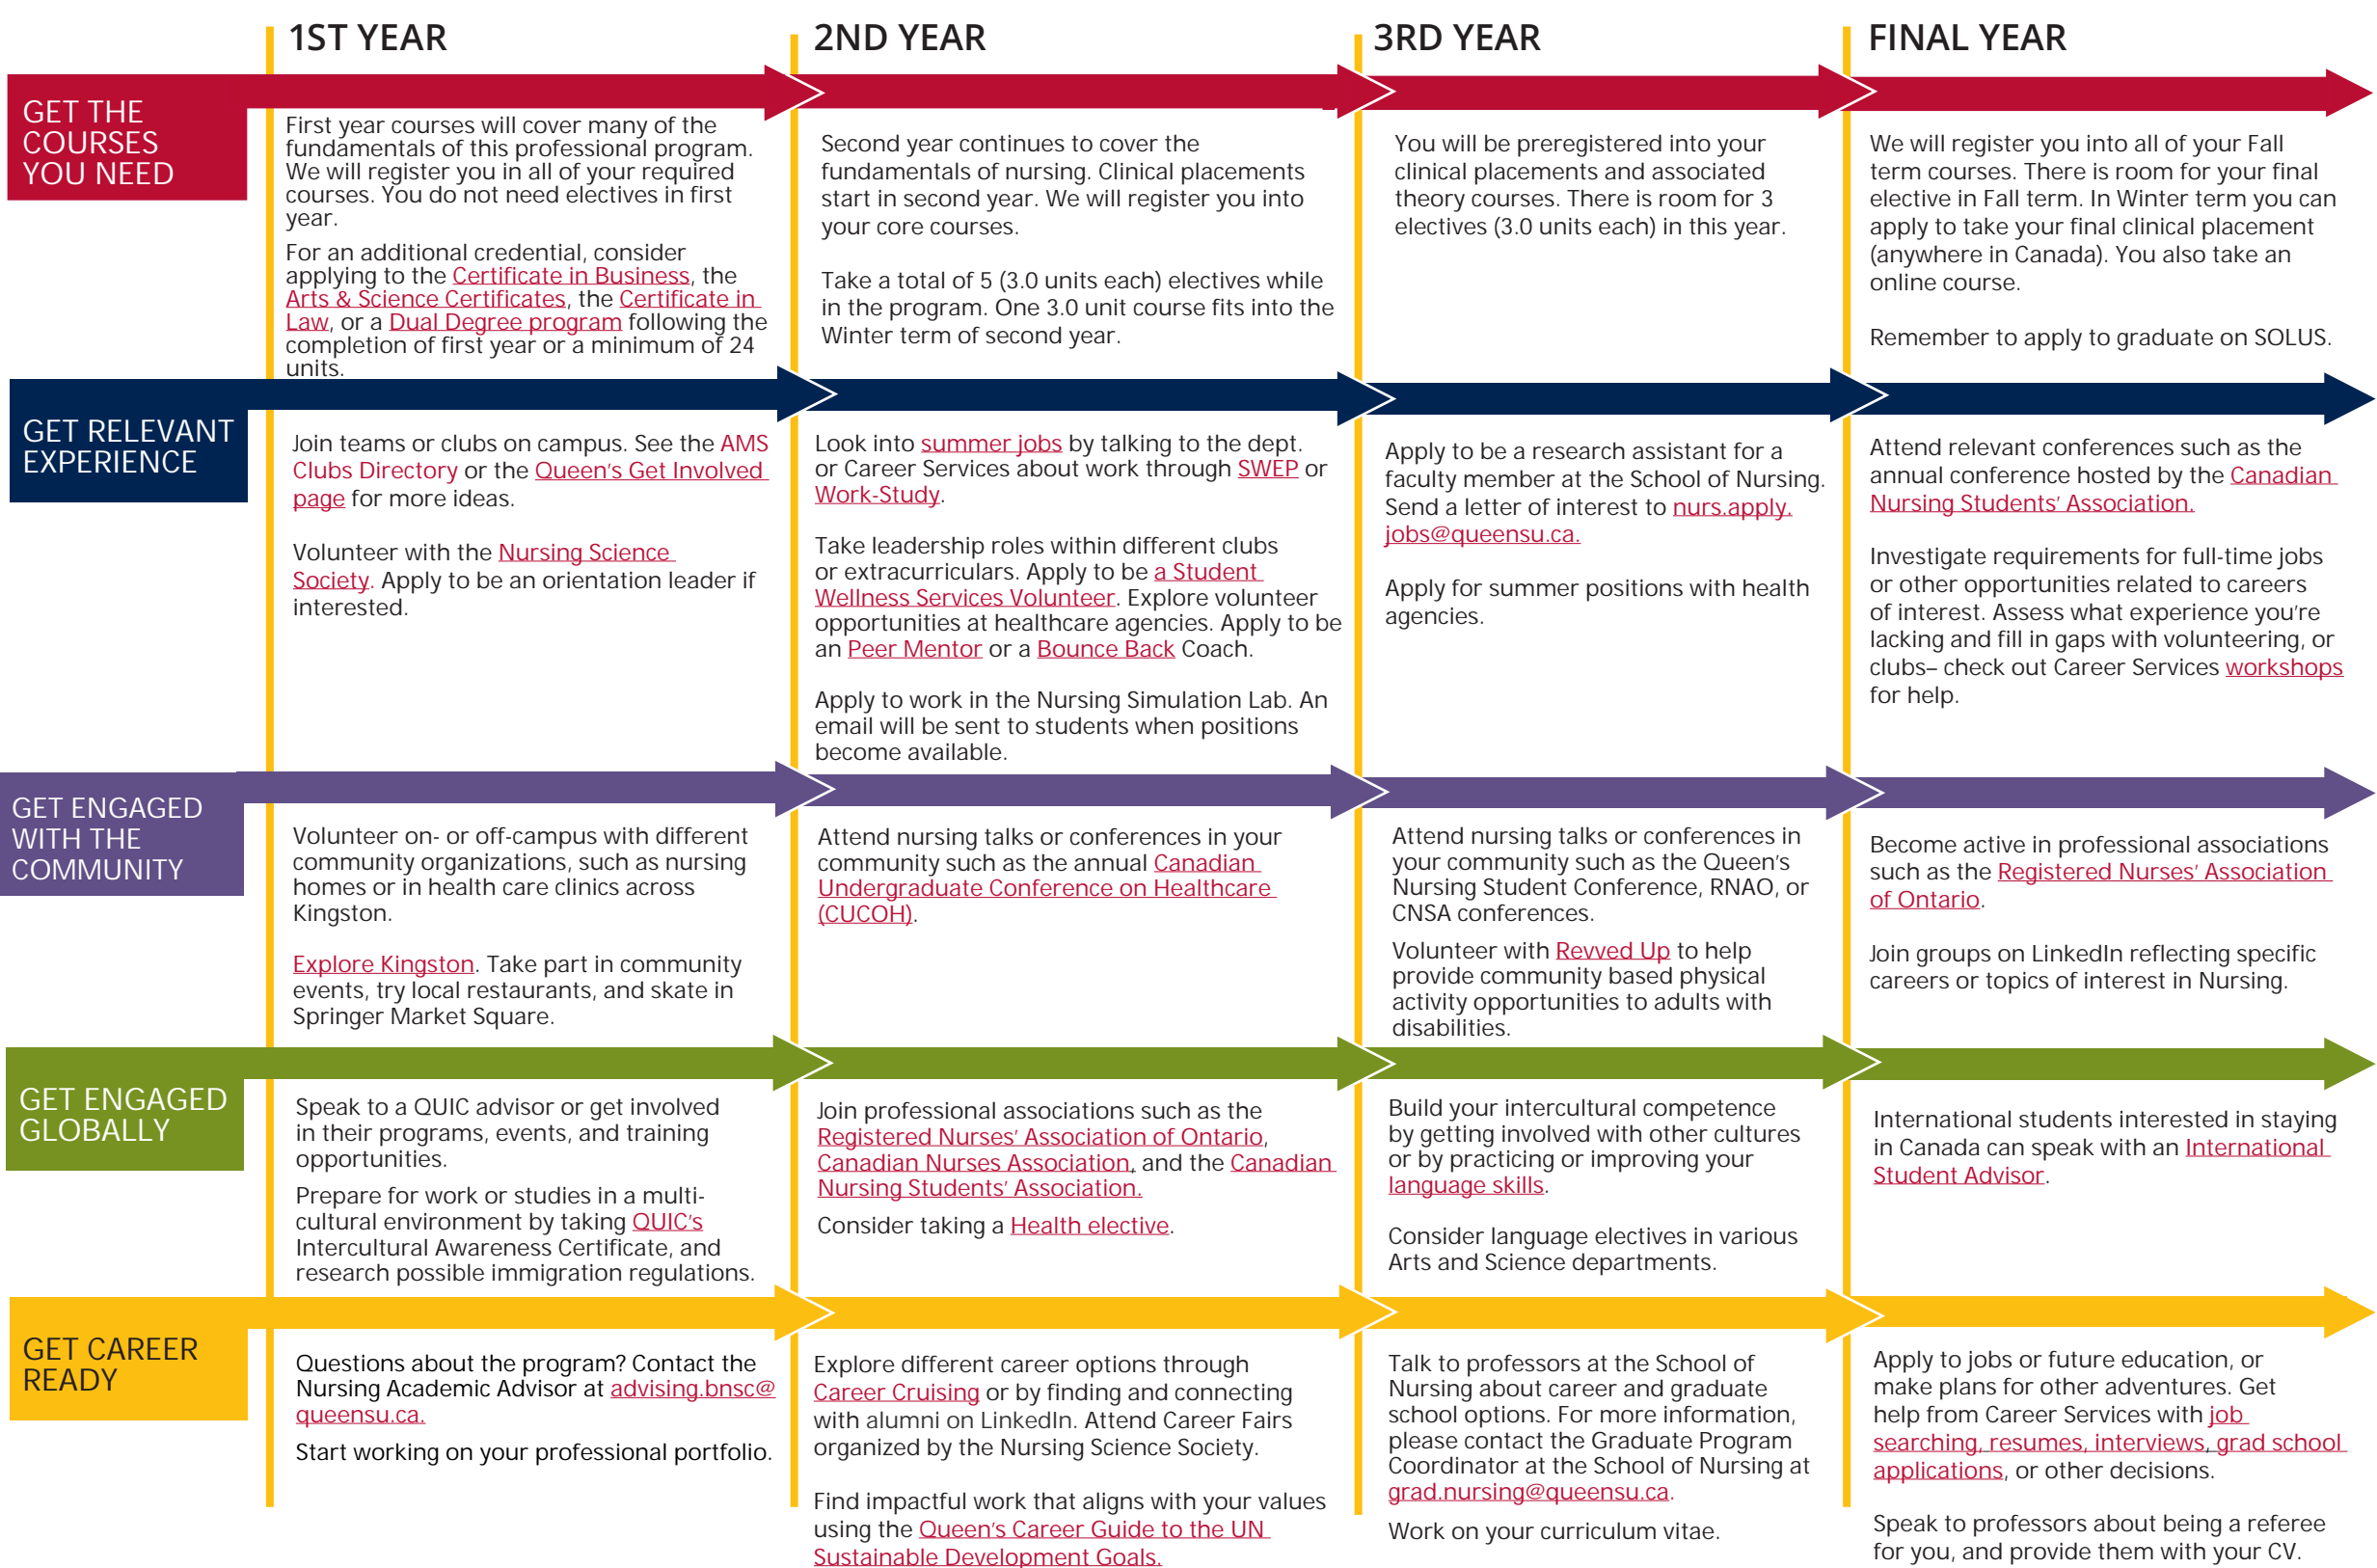 1ST YEAR
2ND YEAR
3RD YEAR
FINAL YEAR
GET THE
COURSES
YOU NEED
First year courses will cover many of the
fundamentals of this professional program.
We will register you in all of your required
courses. You do not need electives in first
year.
For an additional credential, consider
applying to the Certificate in Business, the
Arts & Science Certificates, the Certificate in
Law, or a Dual Degree program following the
completion of first year or a minimum of 24
units.
Second year continues to cover the
fundamentals of nursing. Clinical placements
start in second year. We will register you into
your core courses.
Take a total of 5 (3.0 units each) electives while
in the program. One 3.0 unit course fits into the
Winter term of second year.
You will be preregistered into your
clinical placements and associated
theory courses. There is room for 3
electives (3.0 units each) in this year.
We will register you into all of your Fall
term courses. There is room for your final
elective in Fall term. In Winter term you can
apply to take your final clinical placement
(anywhere in Canada). You also take an
online course.
Remember to apply to graduate on SOLUS.
GET RELEVANT
EXPERIENCE
Join teams or clubs on campus. See the AMS
Clubs Directory or the Queen's Get Involved
page for more ideas.
Volunteer with the Nursing Science
Society. Apply to be an orientation leader if
interested.
Look into summer jobs by talking to the dept.
or Career Services about work through SWEP or
Work-Study.
Take leadership roles within different clubs
or extracurriculars. Apply to be a Student
Wellness Services Volunteer. Explore volunteer
opportunities at healthcare agencies. Apply to be
an Peer Mentor or a Bounce Back Coach.
Apply to work in the Nursing Simulation Lab. An
email will be sent to students when positions
become available.
Apply to be a research assistant for a
faculty member at the School of Nursing.
Send a letter of interest to nurs.apply.
jobs@queensu.ca.
Apply for summer positions with health
agencies.
Attend relevant conferences such as the
annual conference hosted by the Canadian
Nursing Students' Association.
Investigate requirements for full-time jobs
or other opportunities related to careers
of interest. Assess what experience you're
lacking and fill in gaps with volunteering, or
clubs– check out Career Services workshops
for help.
GET ENGAGED
WITH THE
COMMUNITY
Volunteer on- or off-campus with different
community organizations, such as nursing
homes or in health care clinics across
Kingston.
Explore Kingston. Take part in community
events, try local restaurants, and skate in
Springer Market Square.
Attend nursing talks or conferences in your
community such as the annual Canadian
Undergraduate Conference on Healthcare
(CUCOH).
Attend nursing talks or conferences in
your community such as the Queen's
Nursing Student Conference, RNAO, or
CNSA conferences.
Volunteer with Revved Up to help
provide community based physical
activity opportunities to adults with
disabilities.
Become active in professional associations
such as the Registered Nurses' Association
of Ontario.
Join groups on LinkedIn reflecting specific
careers or topics of interest in Nursing.
GET ENGAGED
GLOBALLY
Speak to a QUIC advisor or get involved
in their programs, events, and training
opportunities.
Prepare for work or studies in a multi-
cultural environment by taking QUIC's
Intercultural Awareness Certificate, and
research possible immigration regulations.
Join professional associations such as the
Registered Nurses' Association of Ontario,
Canadian Nurses Association, and the Canadian
Nursing Students' Association.
Consider taking a Health elective.
Build your intercultural competence
by getting involved with other cultures
or by practicing or improving your
language skills.
Consider language electives in various
Arts and Science departments.
International students interested in staying
in Canada can speak with an International
Student Advisor.
GET CAREER
READY
Questions about the program? Contact the
Nursing Academic Advisor at advising.bnsc@
queensu.ca.
Start working on your professional portfolio.
Explore different career options through
Career Cruising or by finding and connecting
with alumni on LinkedIn. Attend Career Fairs
organized by the Nursing Science Society.
Find impactful work that aligns with your values
using the Queen's Career Guide to the UN
Sustainable Development Goals.
Talk to professors at the School of
Nursing about career and graduate
school options. For more information,
please contact the Graduate Program
Coordinator at the School of Nursing at
grad.nursing@queensu.ca.
Work on your curriculum vitae.
Apply to jobs or future education, or
make plans for other adventures. Get
help from Career Services with job
searching, resumes, interviews, grad school
applications, or other decisions.
Speak to professors about being a referee
for you, and provide them with your CV.